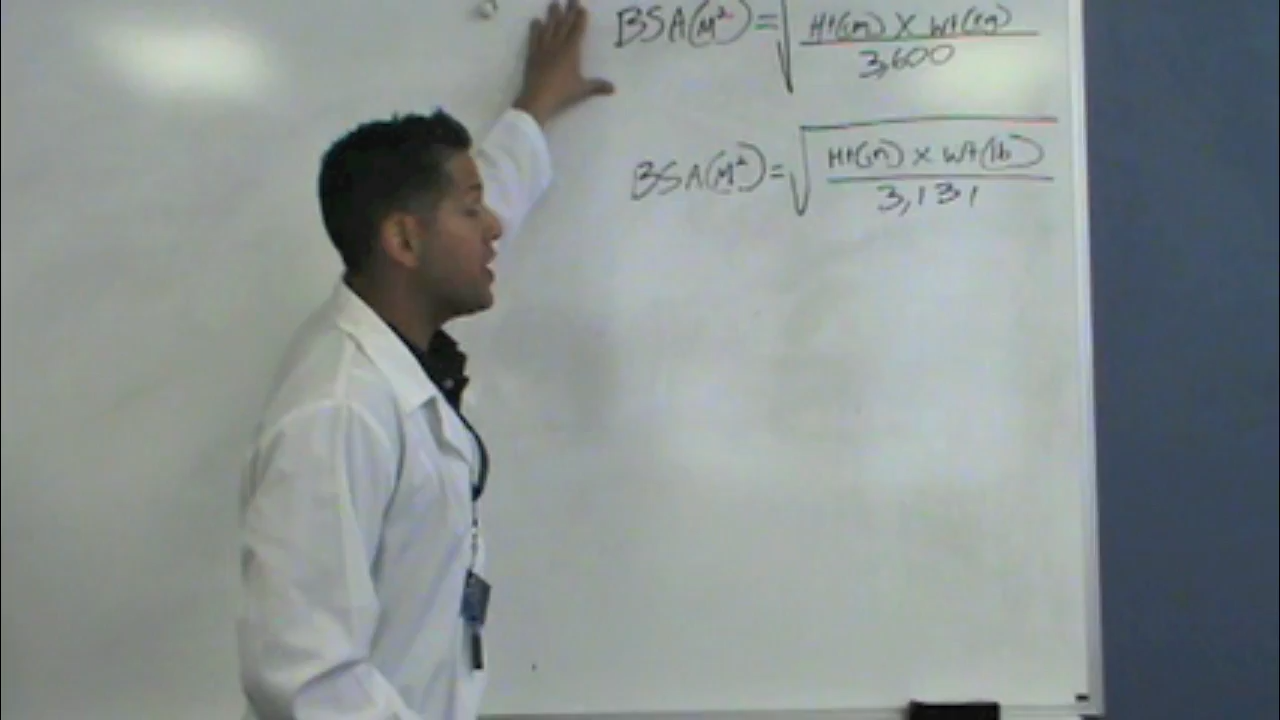 BSA(M²) = √ Ht(cm) X Wt(kg)
3,600
BSA(M²) = √ Ht(in) X Wt(lb)
3,131